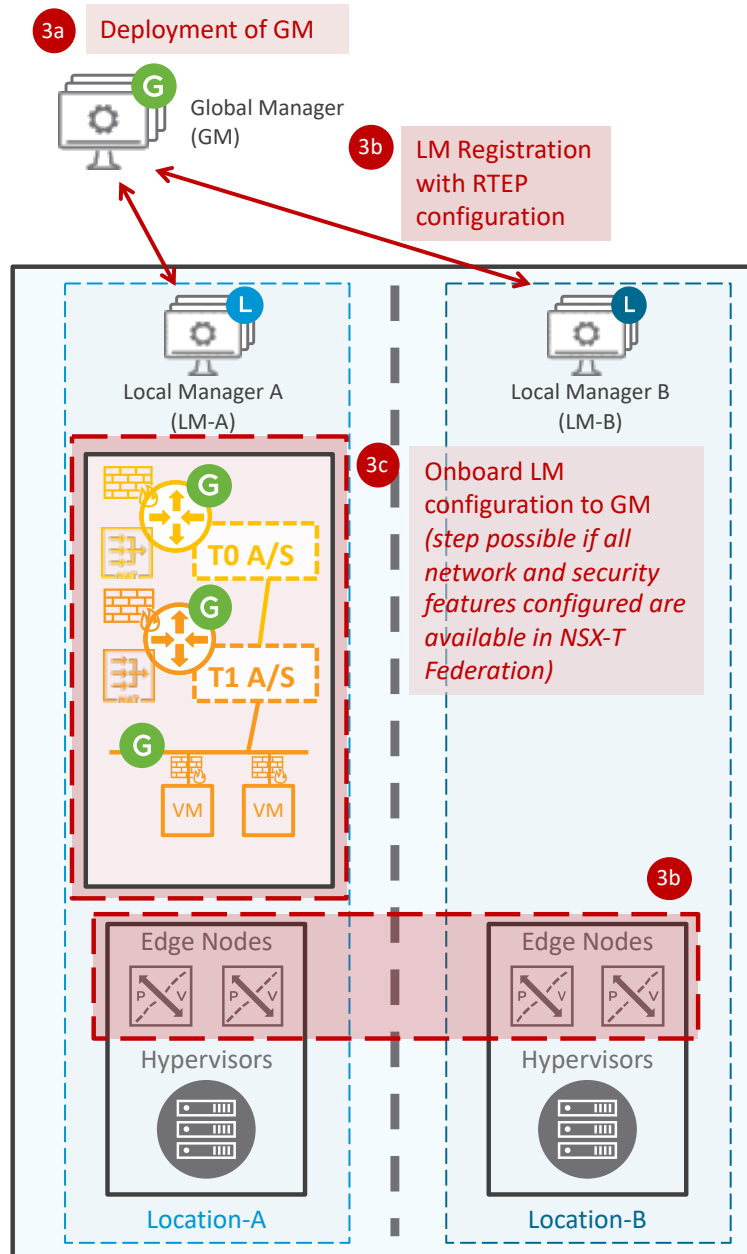 3a Deployment of GM
G
Global Manager
(GM)
3b LM Registration
with RTEP
configuration
L
L
Local Manager A
(LM-A)
Local Manager B
(LM-B)
3c Onboard LM
configuration to GM
(step possible if all
network and security
features configured are
available in NSX-T
Federation)
G
T0 A/S
NAT
G
T1 A/S
NAT
G
VM VM
3b
Edge Nodes
Edge Nodes
P V P V
P V P V
Hypervisors
Hypervisors
Location-A
Location-B